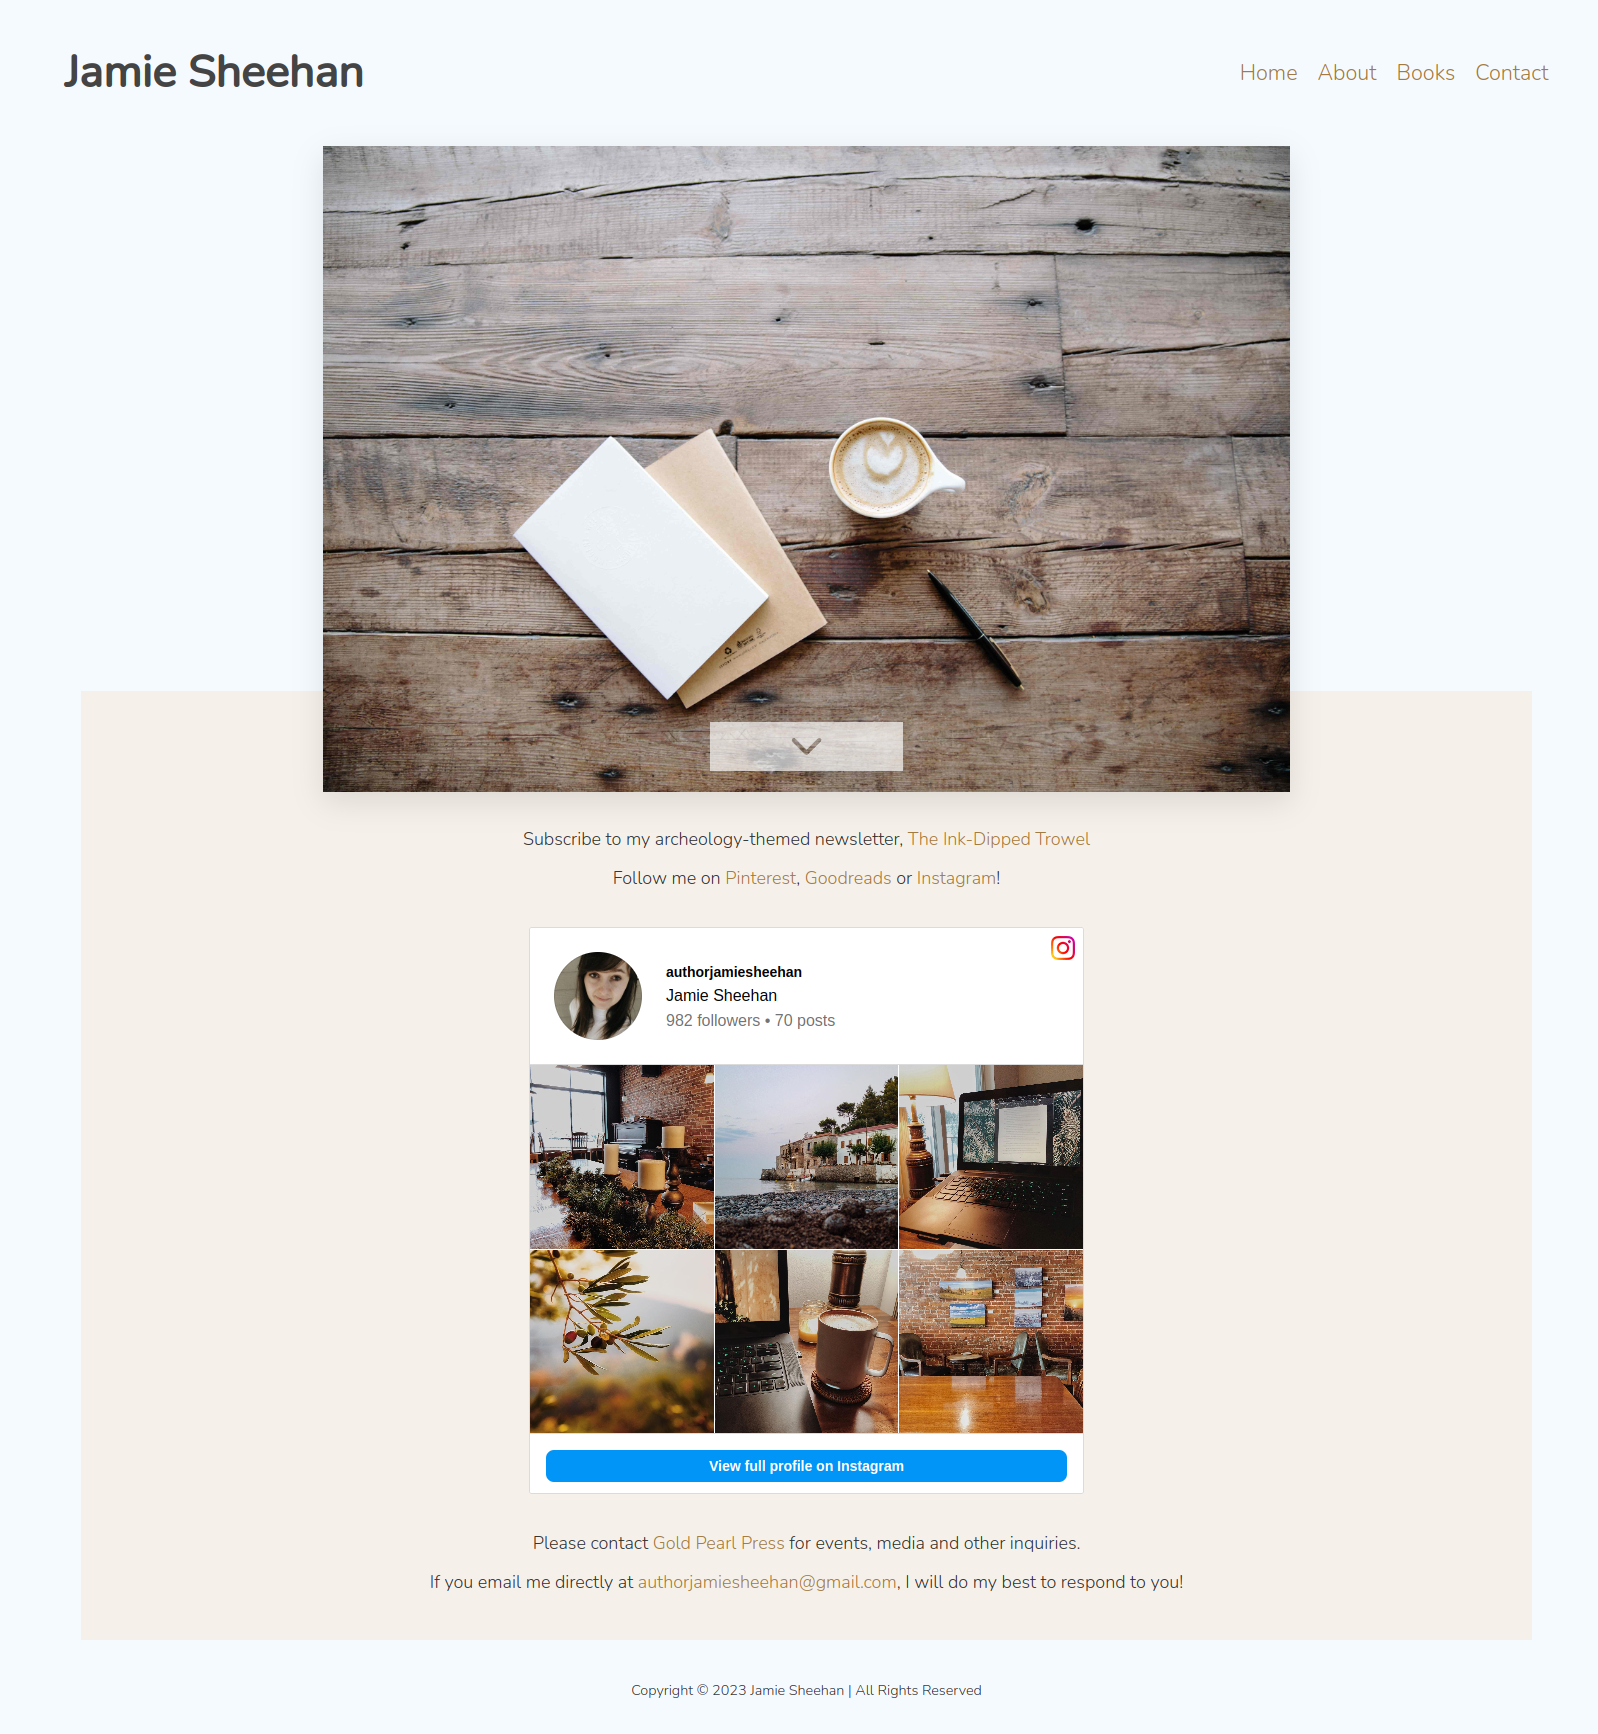 Jamie Sheehan
Home About Books Contact
Subscribe to my archeology-themed newsletter, The Ink-Dipped Trowel
Follow me on Pinterest, Goodreads or Instagram!
authorjamiesheehan
Jamie Sheehan
982 followers • 70 posts
View full profile on Instagram
Please contact Gold Pearl Press for events, media and other inquiries.
If you email me directly at authorjamiesheehan@gmail.com, I will do my best to respond to you!
Copyright © 2023 Jamie Sheehan | All Rights Reserved